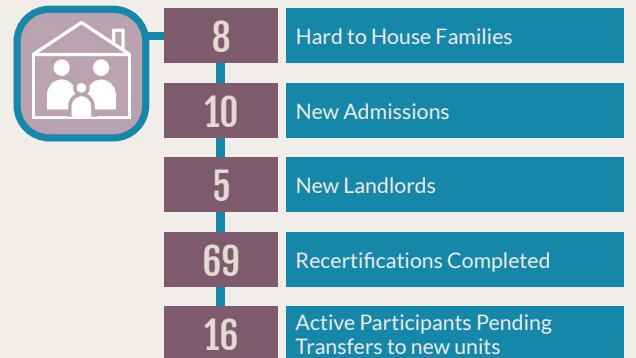 8
Hard to House Families
10
New Admissions
5
New Landlords
69
Recertifications Completed
16
Active Participants Pending
Transfers to new units